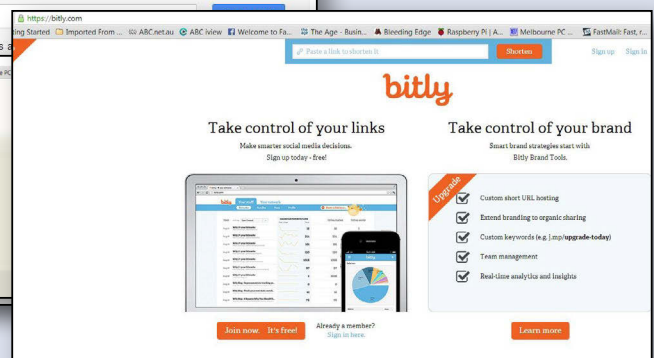 https://bitly.com
ting Started Imported From ... ABC.net.au ABC iview Welcome to Fa... The Age - Busin... Bleeding Edge Raspberry Pi | A... Melbourne PC ... FastMail: Fast, r...
Paste a link to shorten it Shorten Sign up Sign in
bitly
Take control of your links
Make smarter social media decisions.
Sign up today - free!
Take control of your brand
Smart brand strategies start with
Bitly Brand Tools.
Upgrade
Custom short URL hosting
Extend branding to organic sharing
Custom keywords (e.g. j.mp/upgrade-today)
Team management
Real-time analytics and insights
bitly
Join now. It's free!
Already a member?
Sign in here.
Learn more